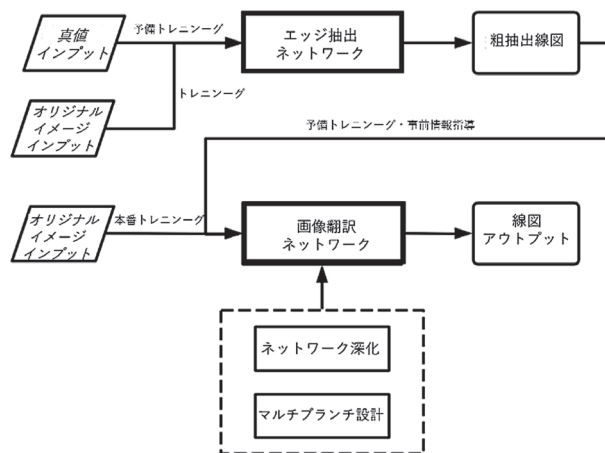 真値
インプット
予備トレニング
エッジ抽出
ネットワーク
粗抽出線図
トレニング
オリジナル
イメージ
インプット
予備トレニング・事前情報指導
オリジナル
イメージ
インプット
本番トレニング
画像翻訳
ネットワーク
線図
アウトプット
ネットワーク深化
マルチブランチ設計